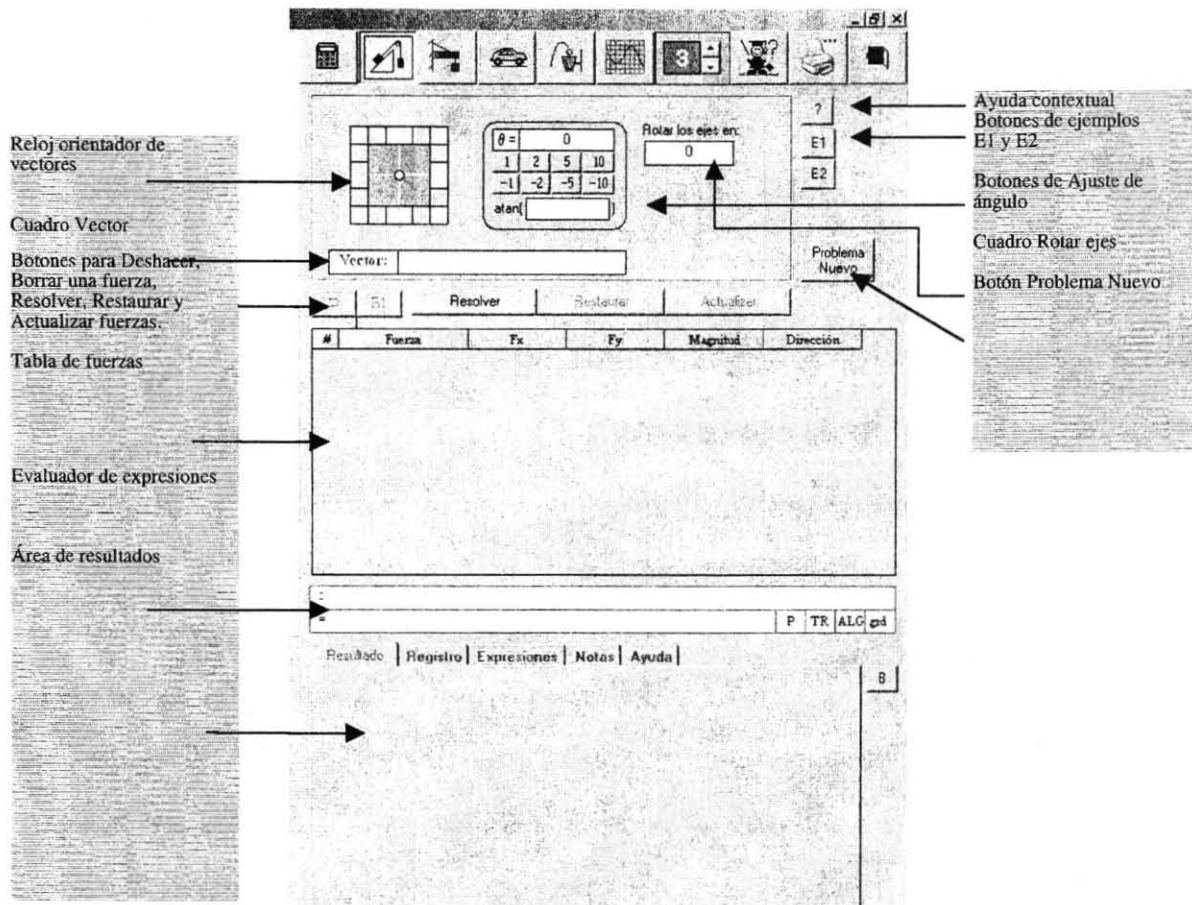 3
?
Reloj orientador de
vectores
Cuadro Vector
Botones para Deshacer,
Borrar una fuerza,
Resolver, Restaurar y
Actualizar fuerzas.
Tabla de fuerzas
Evaluador de expresiones
Área de resultados
θ = 0
1 2 5 10
-1 -2 -5 -10
atan( )
Rotar los ejes en:
0
?
E1
E2
Vector:
Problema
Nuevo
Resolver Restaurar Actualizar
# Fuerza Fx Fy Magnitud Dirección
:
=
P TR ALG grd
Resultado Registro Expresiones Notas Ayuda
B
Ayuda contextual
Botones de ejemplos
E1 y E2
Botones de Ajuste de
ángulo
Cuadro Rotar ejes
Botón Problema Nuevo